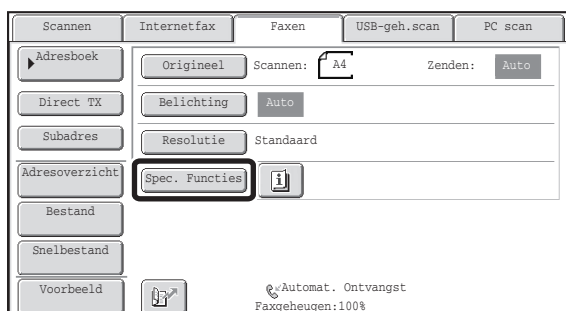 Scannen Internetfax Faxen USB-geh.scan PC scan
Adresboek
Origineel Scannen: A4 Zenden: Auto
Direct TX
Belichting Auto
Subadres
Resolutie Standaard
Adresoverzicht
Spec. Functies
Bestand
Snelbestand
Voorbeeld
Automat. Ontvangst
Faxgeheugen:100%